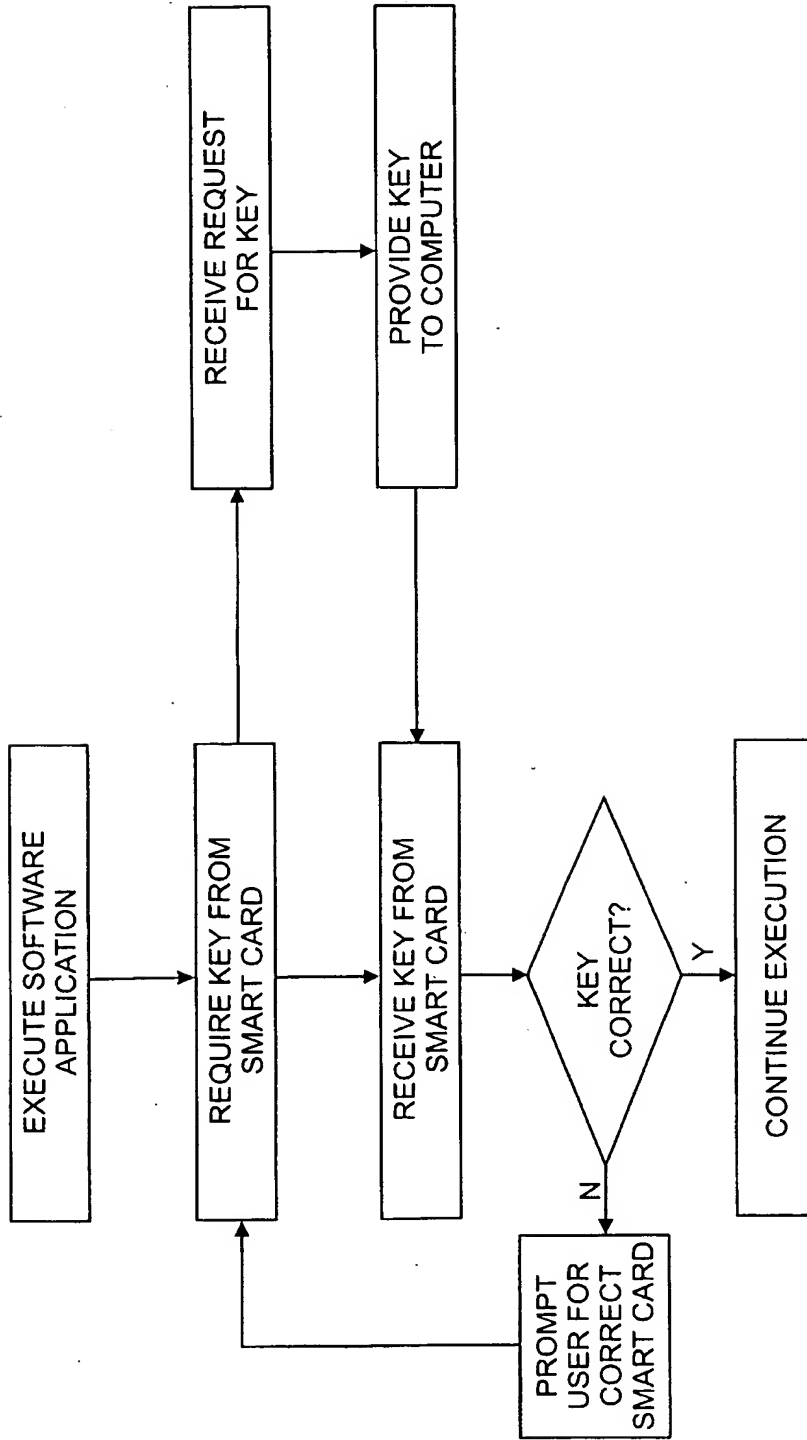 EXECUTE SOFTWARE
APPLICATION
REQUIRE KEY FROM
SMART CARD
RECEIVE REQUEST
FOR KEY
PROVIDE KEY
TO COMPUTER
RECEIVE KEY FROM
SMART CARD
KEY
CORRECT?
N
Y
PROMPT
USER FOR
CORRECT
SMART CARD
CONTINUE EXECUTION